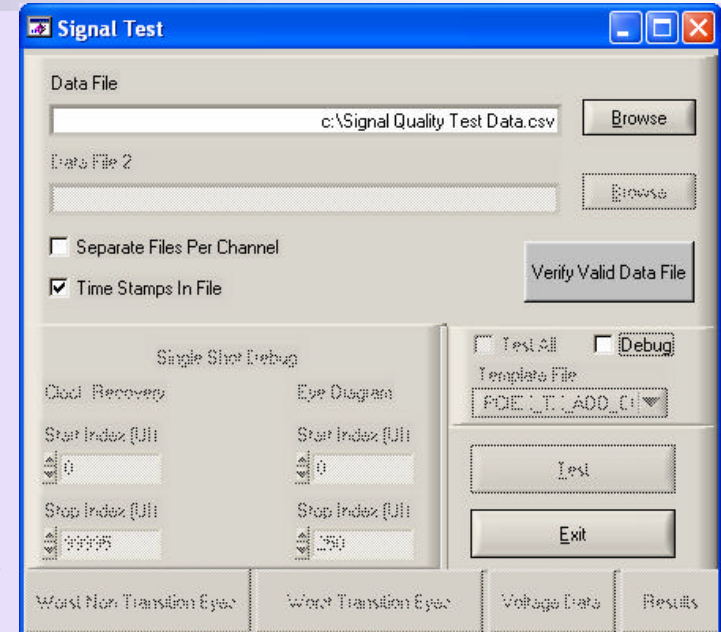 Signal Test
Data File
c:\Signal Quality Test Data.csv
Browse
Data File 2
Browse
Separate Files Per Channel
Time Stamps In File
Verify Valid Data File
Single Shot Debug
Test All
Debug
Template File
Clock Recovery
Eye Diagram
Start Index (UI)
Start Index (UI)
0
0
Test
Stop Index (UI)
Stop Index (UI)
99995
250
Exit
Worst Non Transition Eyes
Worst Transition Eyes
Voltage Data
Results